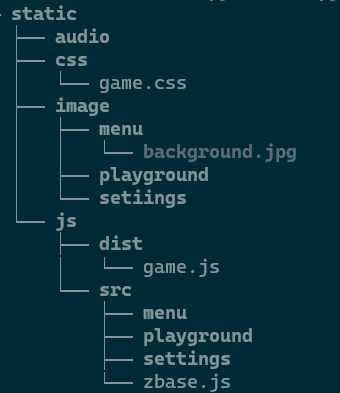 static
audio
css
game.css
image
menu
background.jpg
playground
setiings
js
dist
game.js
src
menu
playground
settings
zbase.js